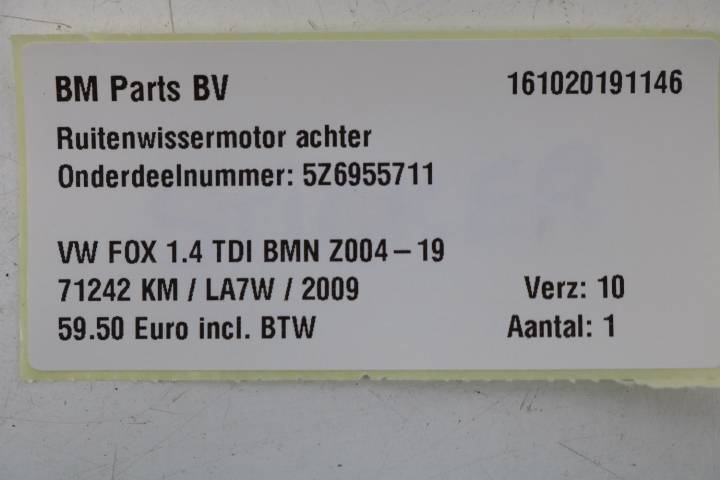 BM Parts BV 161020191146
Ruitenwissermotor achter
Onderdeelnummer: 5Z6955711
VW FOX 1.4 TDI BMN Z004-19
71242 KM / LA7W / 2009 Verz: 10
59.50 Euro incl. BTW Aantal: 1